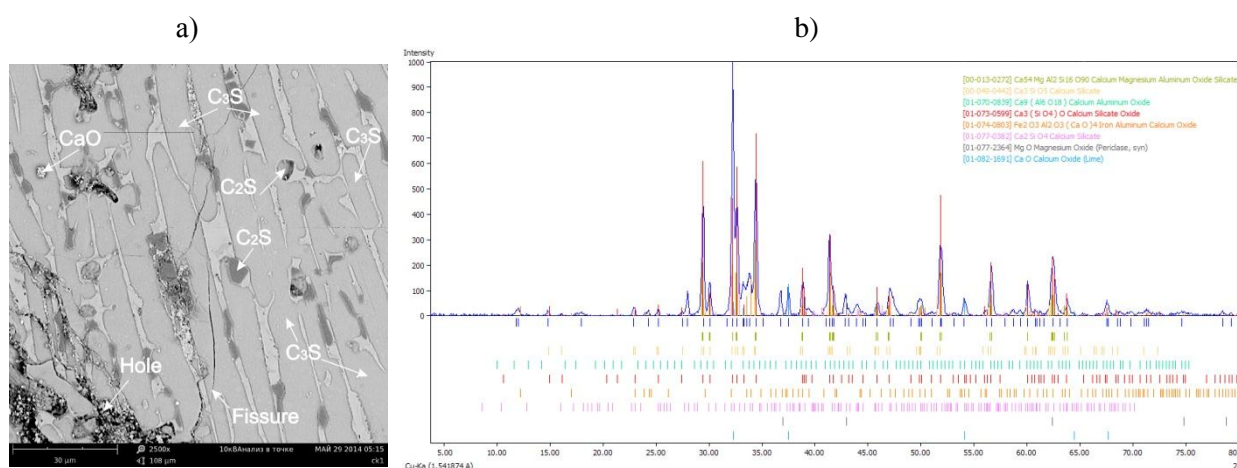 a)
b)
C3S
C3S
CaO
C2S
C2S
C3S
Hole
Fissure
30 µm
2500x
108 µm
10кВАнализ в точке
МАЙ 29 2014 05:15
ck1
Intensity
1000
900
800
700
600
500
400
300
200
100
0
[00-013-0272] Ca54 Mg Al2 Si16 O90 Calcium Magnesium Aluminum Oxide Silicate
[00-049-0442] Ca3 Si O5 Calcium Silicate
[01-070-0839] Ca9 ( Al6 O18 ) Calcium Aluminum Oxide
[01-073-0599] Ca3 ( Si O4 ) O Calcium Silicate Oxide
[01-074-0803] Fe2 O3 Al2 O3 ( Ca O )4 Iron Aluminum Calcium Oxide
[01-077-0382] Ca2 Si O4 Calcium Silicate
[01-077-2364] Mg O Magnesium Oxide (Periclase, syn)
[01-082-1691] Ca O Calcium Oxide (Lime)
5.00 10.00 15.00 20.00 25.00 30.00 35.00 40.00 45.00 50.00 55.00 60.00 65.00 70.00 75.00
Cu-Ka (1.541874 A)